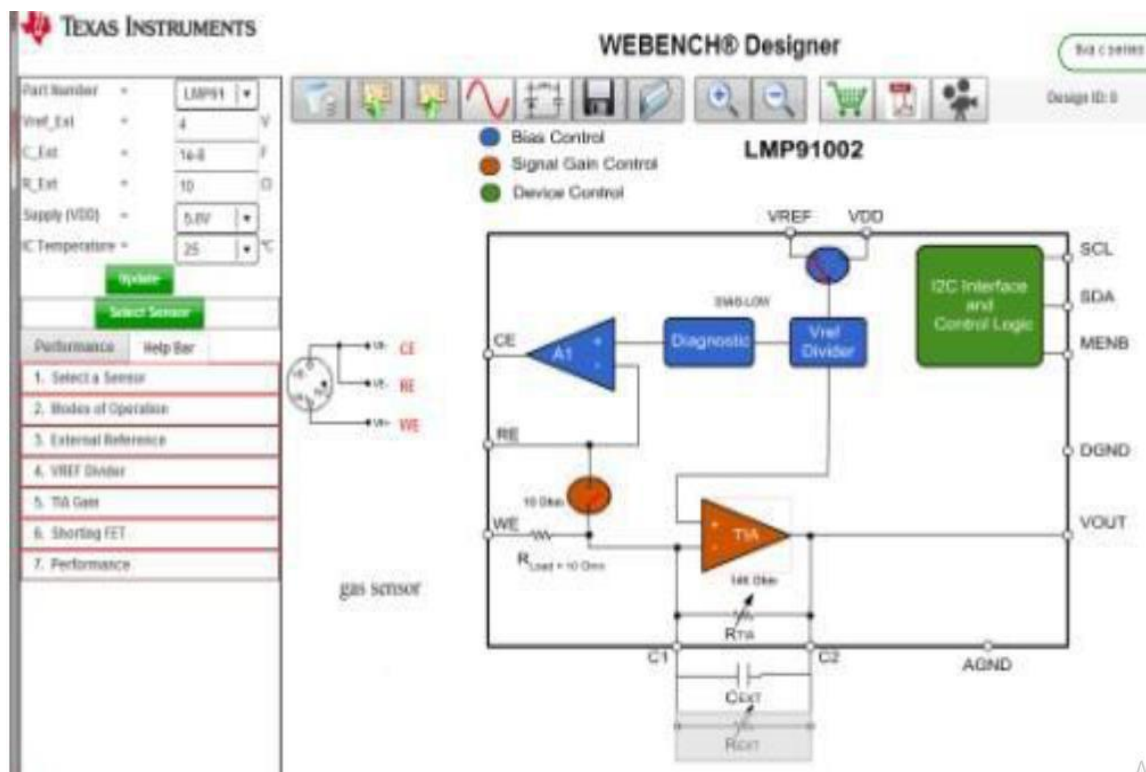 TEXAS INSTRUMENTS
WEBENCH® Designer
Part Number = LMP91
Vref_Ext = 4 V
C_Ext = 1e-8 F
R_Ext = 10 Ω
Supply (VDD) = 5.0V
IC Temperature = 25 °C
Update
Select Sensor
Performance Help Bar
1. Select a Sensor
2. Modes of Operation
3. External Reference
4. VREF Divider
5. TIA Gain
6. Shorting FET
7. Performance
Design ID: 0
Bias Control
Signal Gain Control
Device Control
LMP91002
VREF VDD
SCL
SDA
MENB
DGND
VOUT
AGND
I2C Interface
and
Control Logic
CE
A1
Diagnostic
Vref
Divider
CE
RE
WE
RE
10 Ohm
WE
RLoad = 10 Ohm
TIA
14K Ohm
RTIA
C1 C2
CEXT
REXT
gas sensor